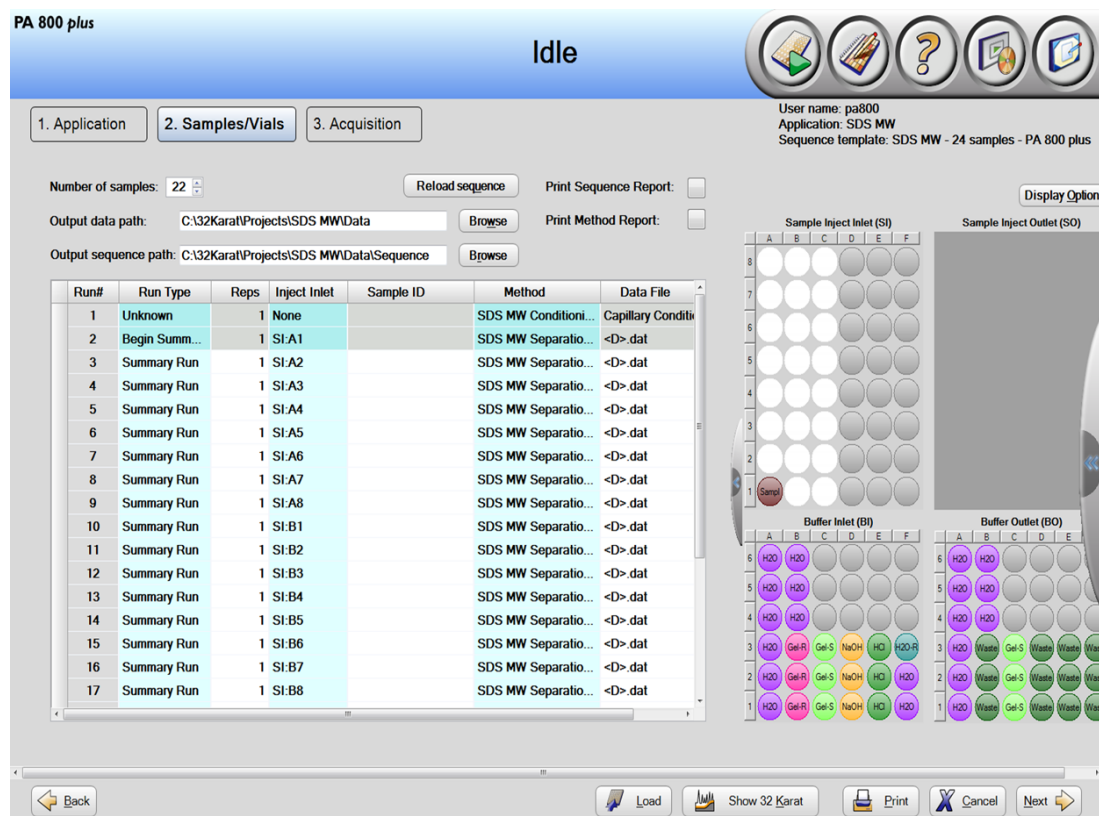 PA 800 plus
Idle
1. Application
2. Samples/Vials
3. Acquisition
User name: pa800
Application: SDS MW
Sequence template: SDS MW - 24 samples - PA 800 plus
Number of samples: 22
Reload sequence
Print Sequence Report:
Output data path: C:\32Karat\Projects\SDS MW\Data
Browse
Print Method Report:
Output sequence path: C:\32Karat\Projects\SDS MW\Data\Sequence
Browse
Display Option
Run# Run Type Reps Inject Inlet Sample ID Method Data File
1 Unknown 1 None SDS MW Conditioni... Capillary Conditi
2 Begin Summ... 1 SI:A1 SDS MW Separatio... <D>.dat
3 Summary Run 1 SI:A2 SDS MW Separatio... <D>.dat
4 Summary Run 1 SI:A3 SDS MW Separatio... <D>.dat
5 Summary Run 1 SI:A4 SDS MW Separatio... <D>.dat
6 Summary Run 1 SI:A5 SDS MW Separatio... <D>.dat
7 Summary Run 1 SI:A6 SDS MW Separatio... <D>.dat
8 Summary Run 1 SI:A7 SDS MW Separatio... <D>.dat
9 Summary Run 1 SI:A8 SDS MW Separatio... <D>.dat
10 Summary Run 1 SI:B1 SDS MW Separatio... <D>.dat
11 Summary Run 1 SI:B2 SDS MW Separatio... <D>.dat
12 Summary Run 1 SI:B3 SDS MW Separatio... <D>.dat
13 Summary Run 1 SI:B4 SDS MW Separatio... <D>.dat
14 Summary Run 1 SI:B5 SDS MW Separatio... <D>.dat
15 Summary Run 1 SI:B6 SDS MW Separatio... <D>.dat
16 Summary Run 1 SI:B7 SDS MW Separatio... <D>.dat
17 Summary Run 1 SI:B8 SDS MW Separatio... <D>.dat
Sample Inject Inlet (SI)
A B C D E F
8
7
6
5
4
3
2
1 Sampl
Sample Inject Outlet (SO)
Buffer Inlet (BI)
A B C D E F
6 H2O H2O
5 H2O H2O
4 H2O H2O
3 H2O Gel-R Gel-S NaOH HCl H2O-R
2 H2O Gel-R Gel-S NaOH HCl H2O
1 H2O Gel-R Gel-S NaOH HCl H2O
Buffer Outlet (BO)
A B C D E
6 H2O H2O
5 H2O H2O
4 H2O H2O
3 H2O Waste Gel-S Waste Waste Was
2 H2O Waste Gel-S Waste Waste Was
1 H2O Waste Gel-S Waste Waste Was
Back
Load
Show 32 Karat
Print
Cancel
Next